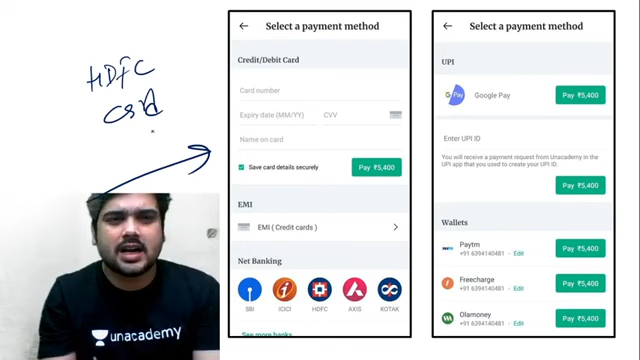 HDFC
Card
unacademy
Select a payment method
Credit/Debit Card
Card number
Expiry date (MM/YY) CVV
Name on card
Save card details securely Pay ₹5,400
EMI
EMI ( Credit cards )
Net Banking
SBI ICICI HDFC AXIS KOTAK
See more banks
Select a payment method
UPI
G Pay Google Pay Pay ₹5,400
Enter UPI ID
You will receive a payment request from Unacademy in the
UPI app that you used to create your UPI ID.
Pay ₹5,400
Wallets
Paytm
+91 6394140481 · Edit Pay ₹5,400
Freecharge
+91 6394140481 · Edit Pay ₹5,400
Olamoney
+91 6394140481 · Edit Pay ₹5,400